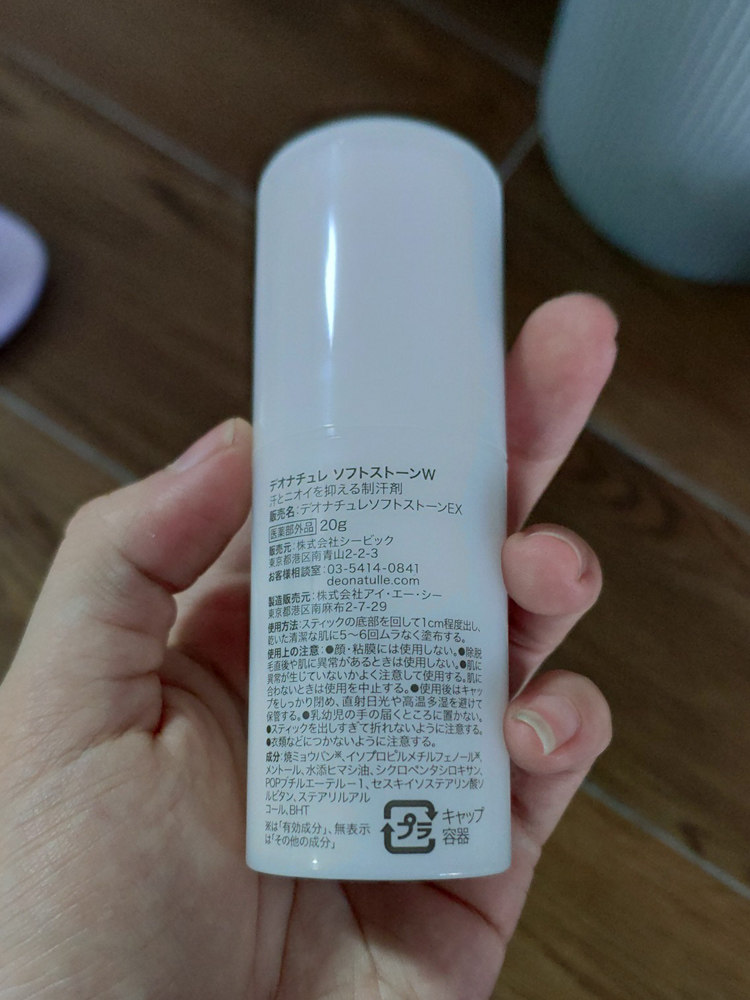 デオナチュレ ソフトストーンW
汗とニオイを抑える制汗剤
販売名：デオナチュレソフトストーンEX
医薬部外品 20g
販売元：株式会社シービック
東京都港区南青山2-2-3
お客様相談室：03-5414-0841
deonatulle.com
製造販売元：株式会社アイ・エー・シー
東京都港区南麻布2-7-29
使用方法：スティックの底部を回して1cm程度出し、
乾いた清潔な肌に5〜6回ムラなく塗布する。
使用上の注意：●顔・粘膜には使用しない。●除脱
毛直後や肌に異常があるときは使用しない。●肌に
異常が生じていないかよく注意して使用する。肌に
合わないときは使用を中止する。●使用後はキャッ
プをしっかり閉め、直射日光や高温多湿を避けて
保管する。●乳幼児の手の届くところに置かない。
●スティックを出しすぎて折れないように注意する。
●衣類などにつかないように注意する。
成分：焼ミョウバン※、イソプロピルメチルフェノール※、
メントール、水添ヒマシ油、シクロペンタシロキサン、
POPブチルエーテル－1、セスキイソステアリン酸ソ
ルビタン、ステアリルアル
コール、BHT
※は「有効成分」、無表示
は「その他の成分」
プラ
キャップ
容器